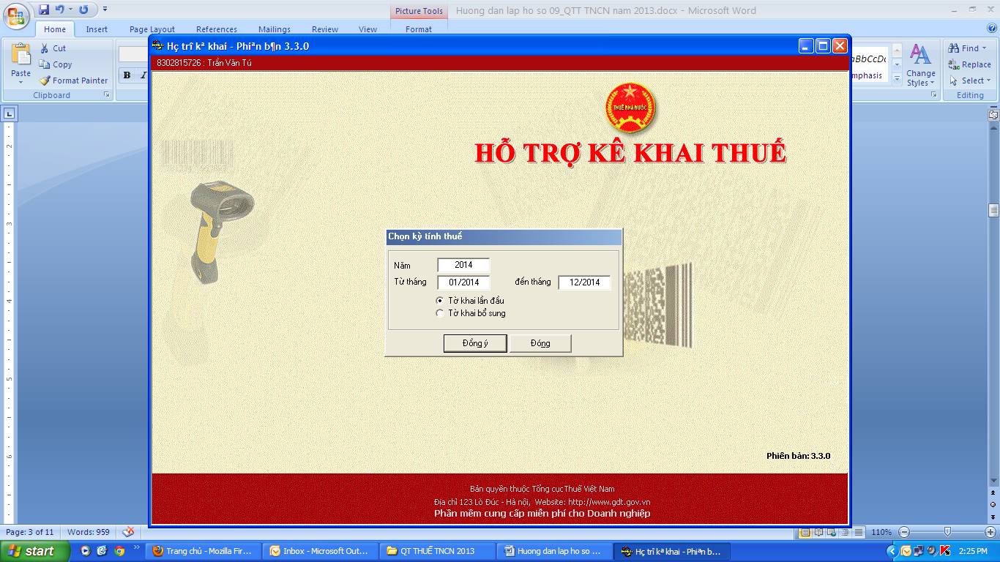 Picture Tools
Huong dan lap ho so 09_QTT TNCN nam 2013.docx - Microsoft Word
Home
Insert
Page Layout
References
Mailings
Review
View
Format
Paste
Cut
Copy
Format Painter
Clipboard
B I
Change Styles
Find
Replace
Select
Editing
Hç trî kª khai - Phiªn b¶n 3.3.0
8302815726 : Trần Văn Tú
THUẾ NHÀ NƯỚC
HỖ TRỢ KÊ KHAI THUẾ
Chọn kỳ tính thuế
Năm 2014
Từ tháng 01/2014 đến tháng 12/2014
Tờ khai lần đầu
Tờ khai bổ sung
Đồng ý Đóng
Phiên bản: 3.3.0
Bản quyền thuộc Tổng cục Thuế Việt Nam
Địa chỉ 123 Lò Đúc - Hà nội, Website: http://www.gdt.gov.vn
Phần mềm cung cấp miễn phí cho Doanh nghiệp
Page: 3 of 11 Words: 959
110%
start
Trang chủ - Mozilla Fir...
Inbox - Microsoft Out...
QT THUẾ TNCN 2013
Huong dan lap ho so ...
Hç trî kª khai - Phiªn b...
2:25 PM